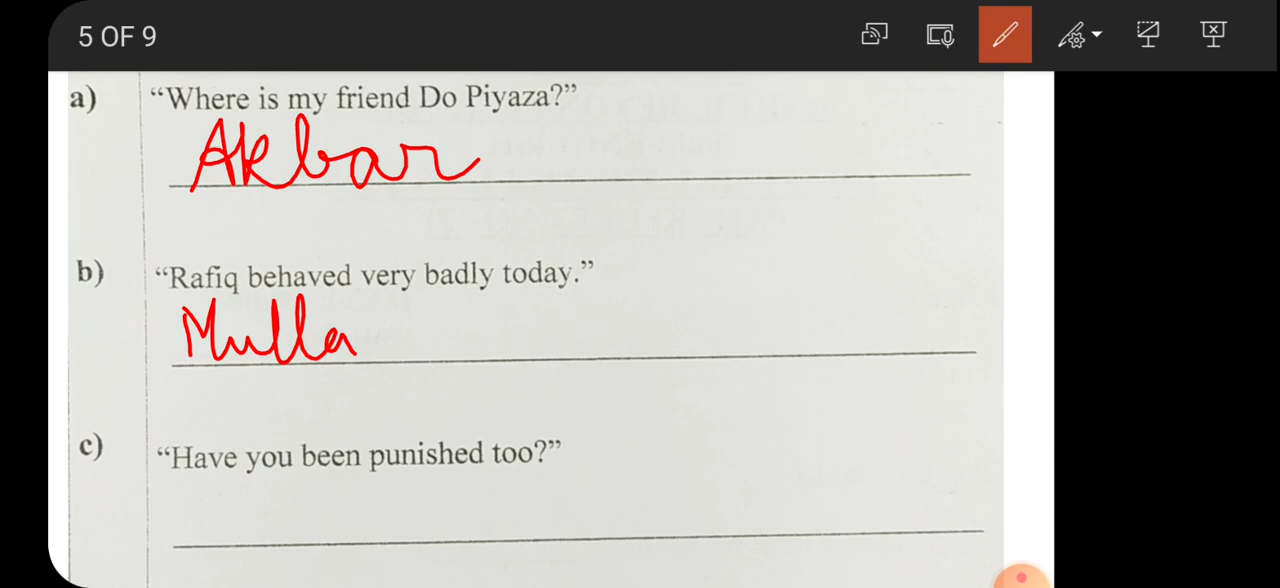 5 OF 9
a) “Where is my friend Do Piyaza?”
Akbar
b) “Rafiq behaved very badly today.”
Mulla
c) “Have you been punished too?”